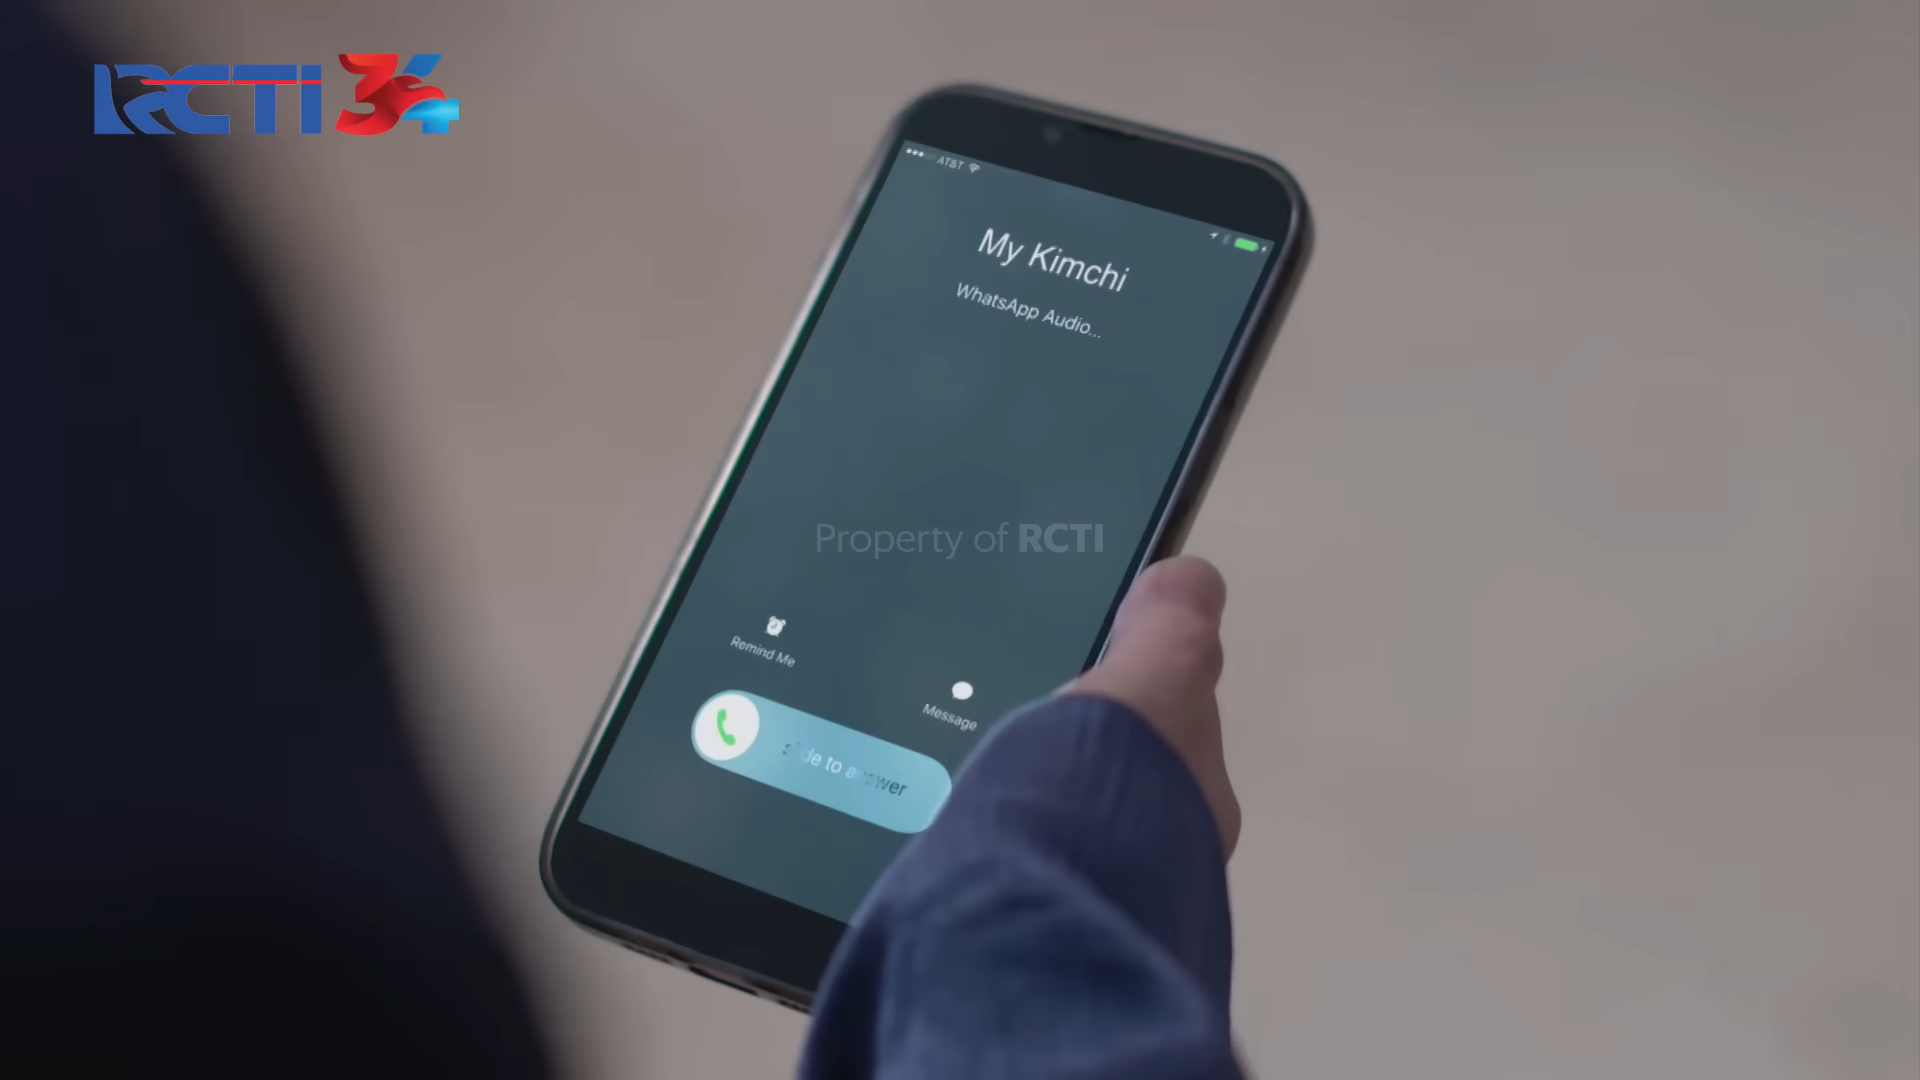 RCTI 34
AT&T
My Kimchi
WhatsApp Audio...
Property of RCTI
Remind Me
Message
slide to answer